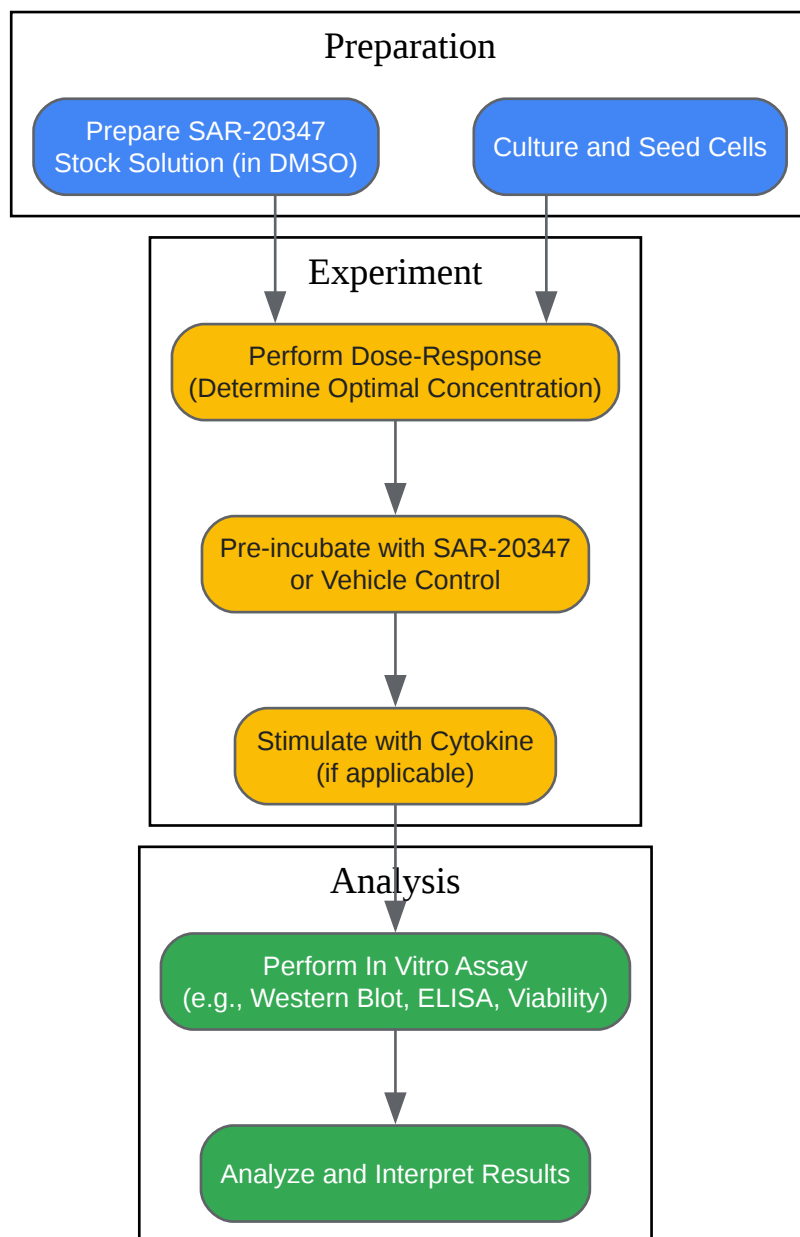 Preparation
Prepare SAR-20347
Stock Solution (in DMSO)
Culture and Seed Cells
Experiment
Perform Dose-Response
(Determine Optimal Concentration)
Pre-incubate with SAR-20347
or Vehicle Control
Stimulate with Cytokine
(if applicable)
Analysis
Perform In Vitro Assay
(e.g., Western Blot, ELISA, Viability)
Analyze and Interpret Results